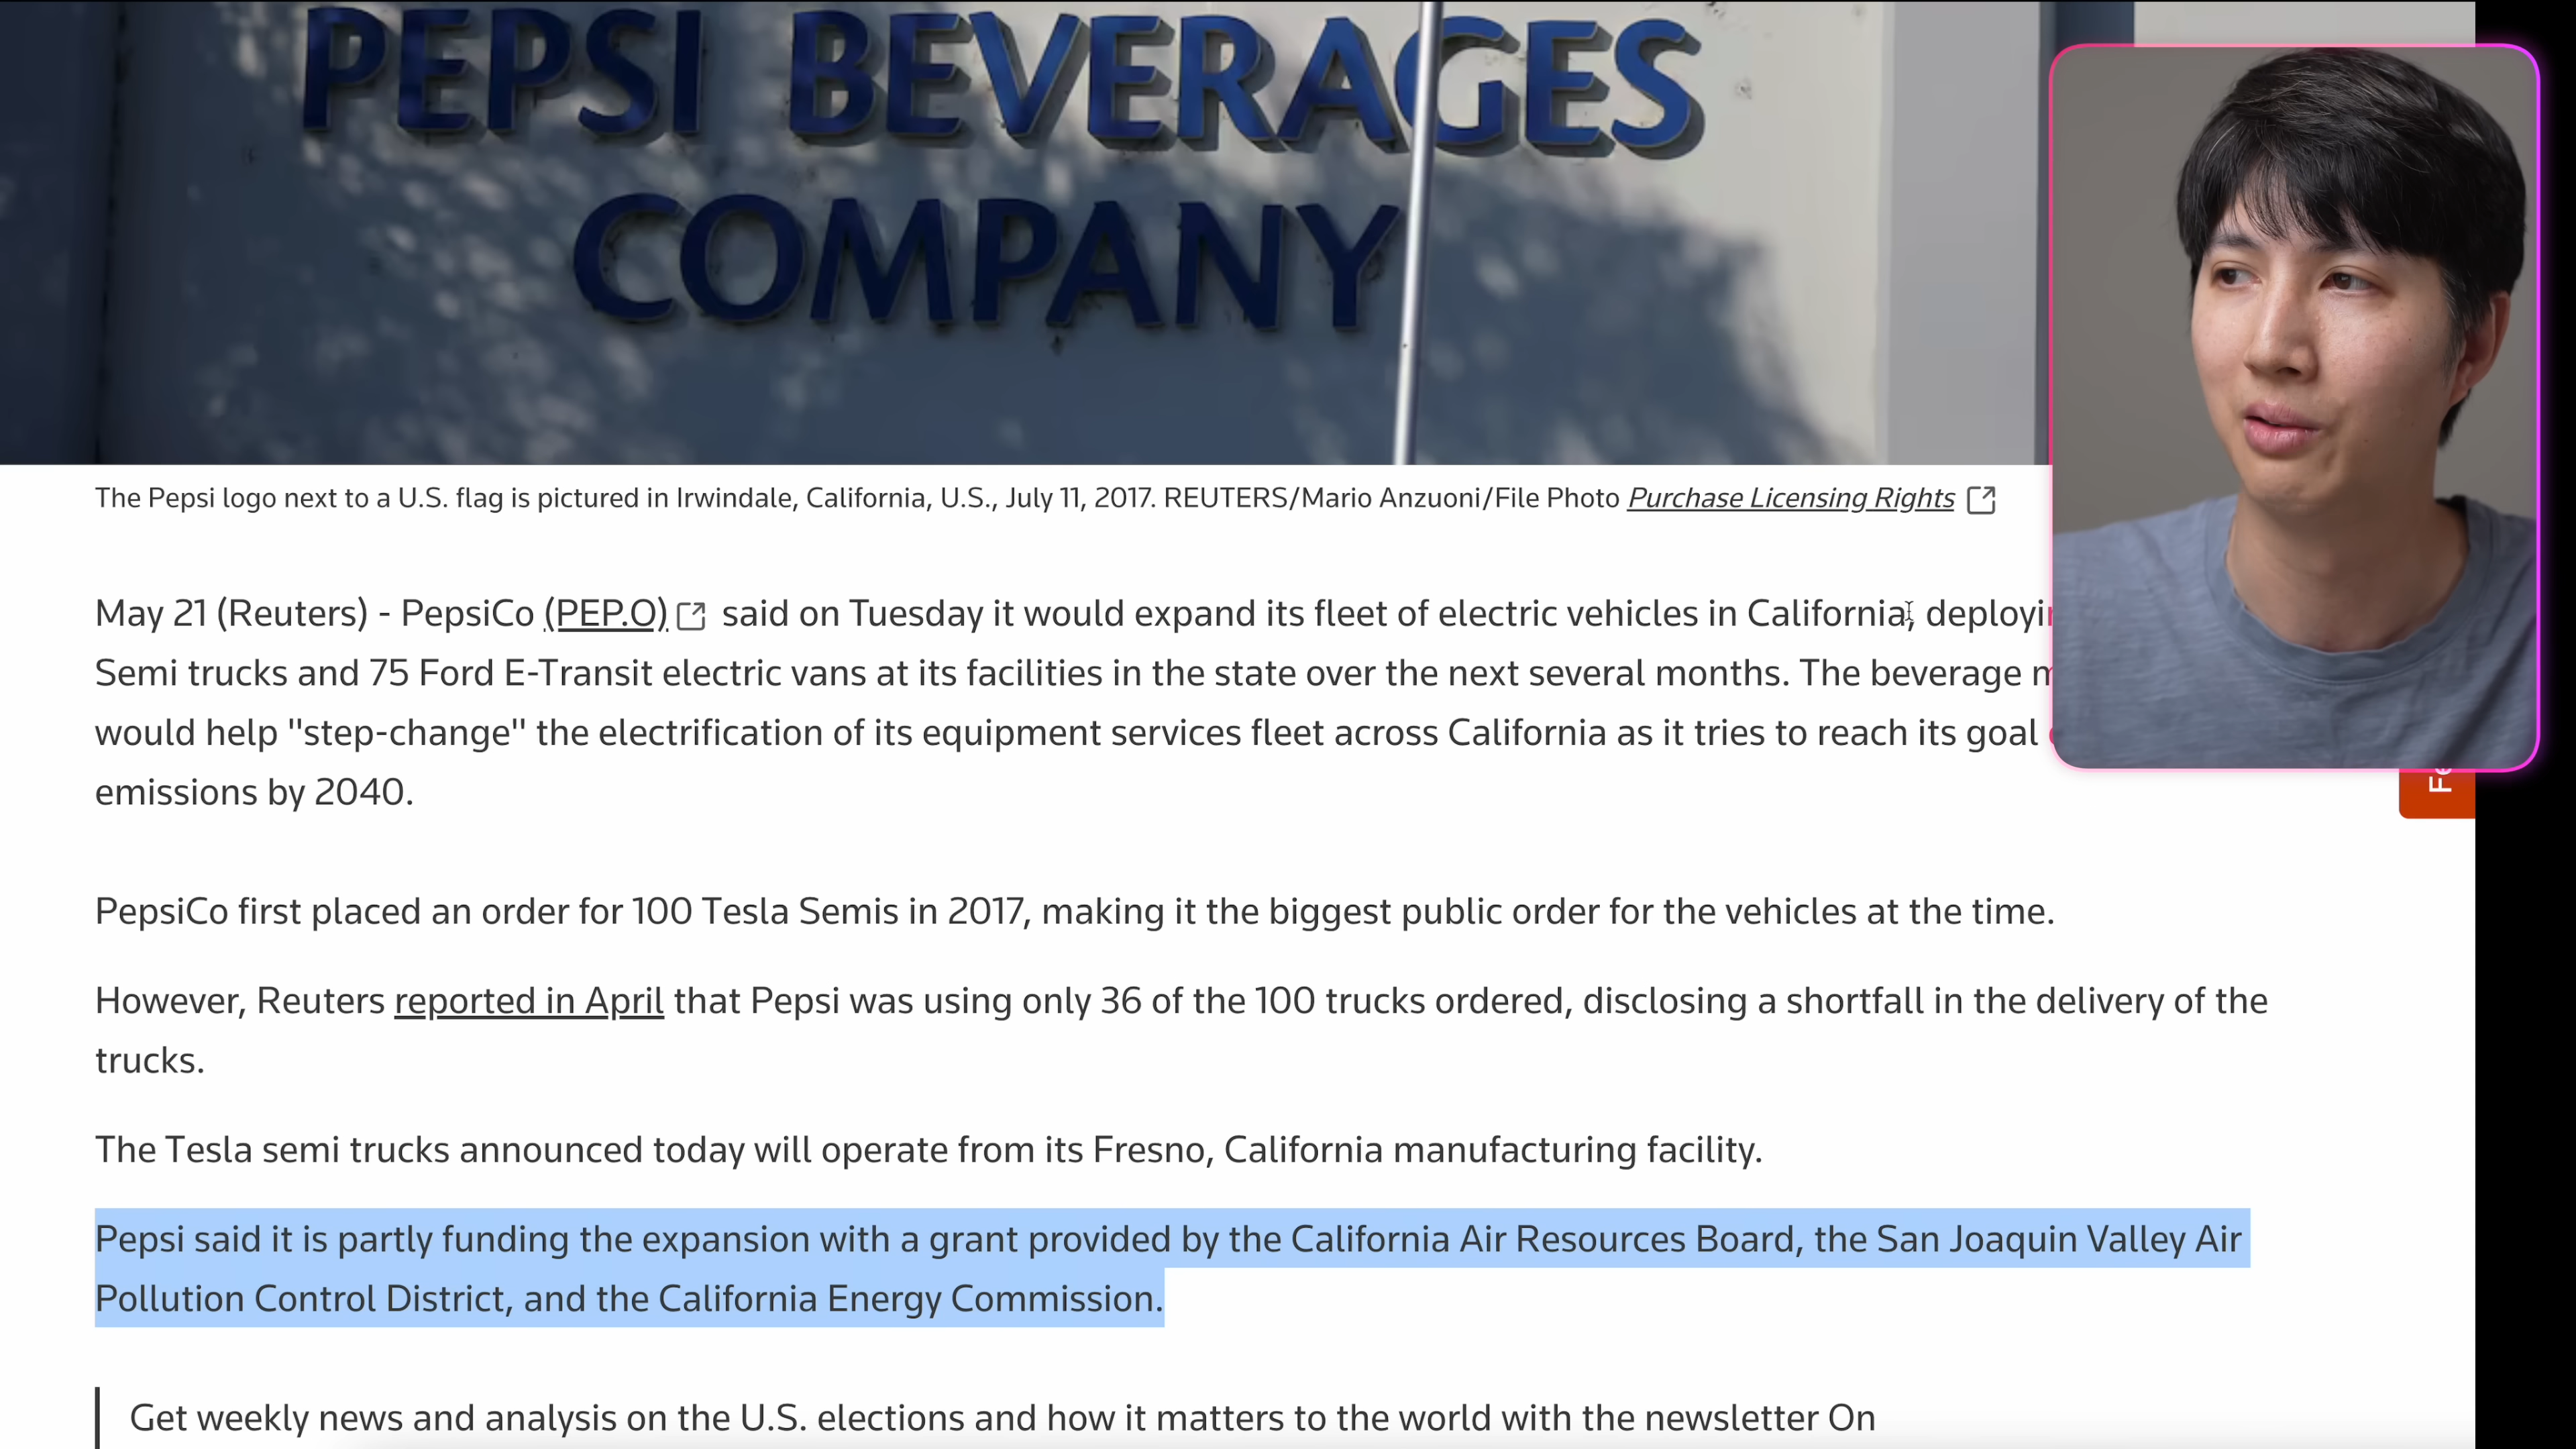 PEPSI BEVERAGES
COMPANY
The Pepsi logo next to a U.S. flag is pictured in Irwindale, California, U.S., July 11, 2017. REUTERS/Mario Anzuoni/File Photo Purchase Licensing Rights
May 21 (Reuters) - PepsiCo (PEP.O) said on Tuesday it would expand its fleet of electric vehicles in California,
Semi trucks and 75 Ford E-Transit electric vans at its facilities in the state over the next several months. The beverage
would help "step-change" the electrification of its equipment services fleet across California as it tries to reach its goal
emissions by 2040.
PepsiCo first placed an order for 100 Tesla Semis in 2017, making it the biggest public order for the vehicles at the time.
However, Reuters reported in April that Pepsi was using only 36 of the 100 trucks ordered, disclosing a shortfall in the delivery of the
trucks.
The Tesla semi trucks announced today will operate from its Fresno, California manufacturing facility.
Pepsi said it is partly funding the expansion with a grant provided by the California Air Resources Board, the San Joaquin Valley Air
Pollution Control District, and the California Energy Commission.
Get weekly news and analysis on the U.S. elections and how it matters to the world with the newsletter On